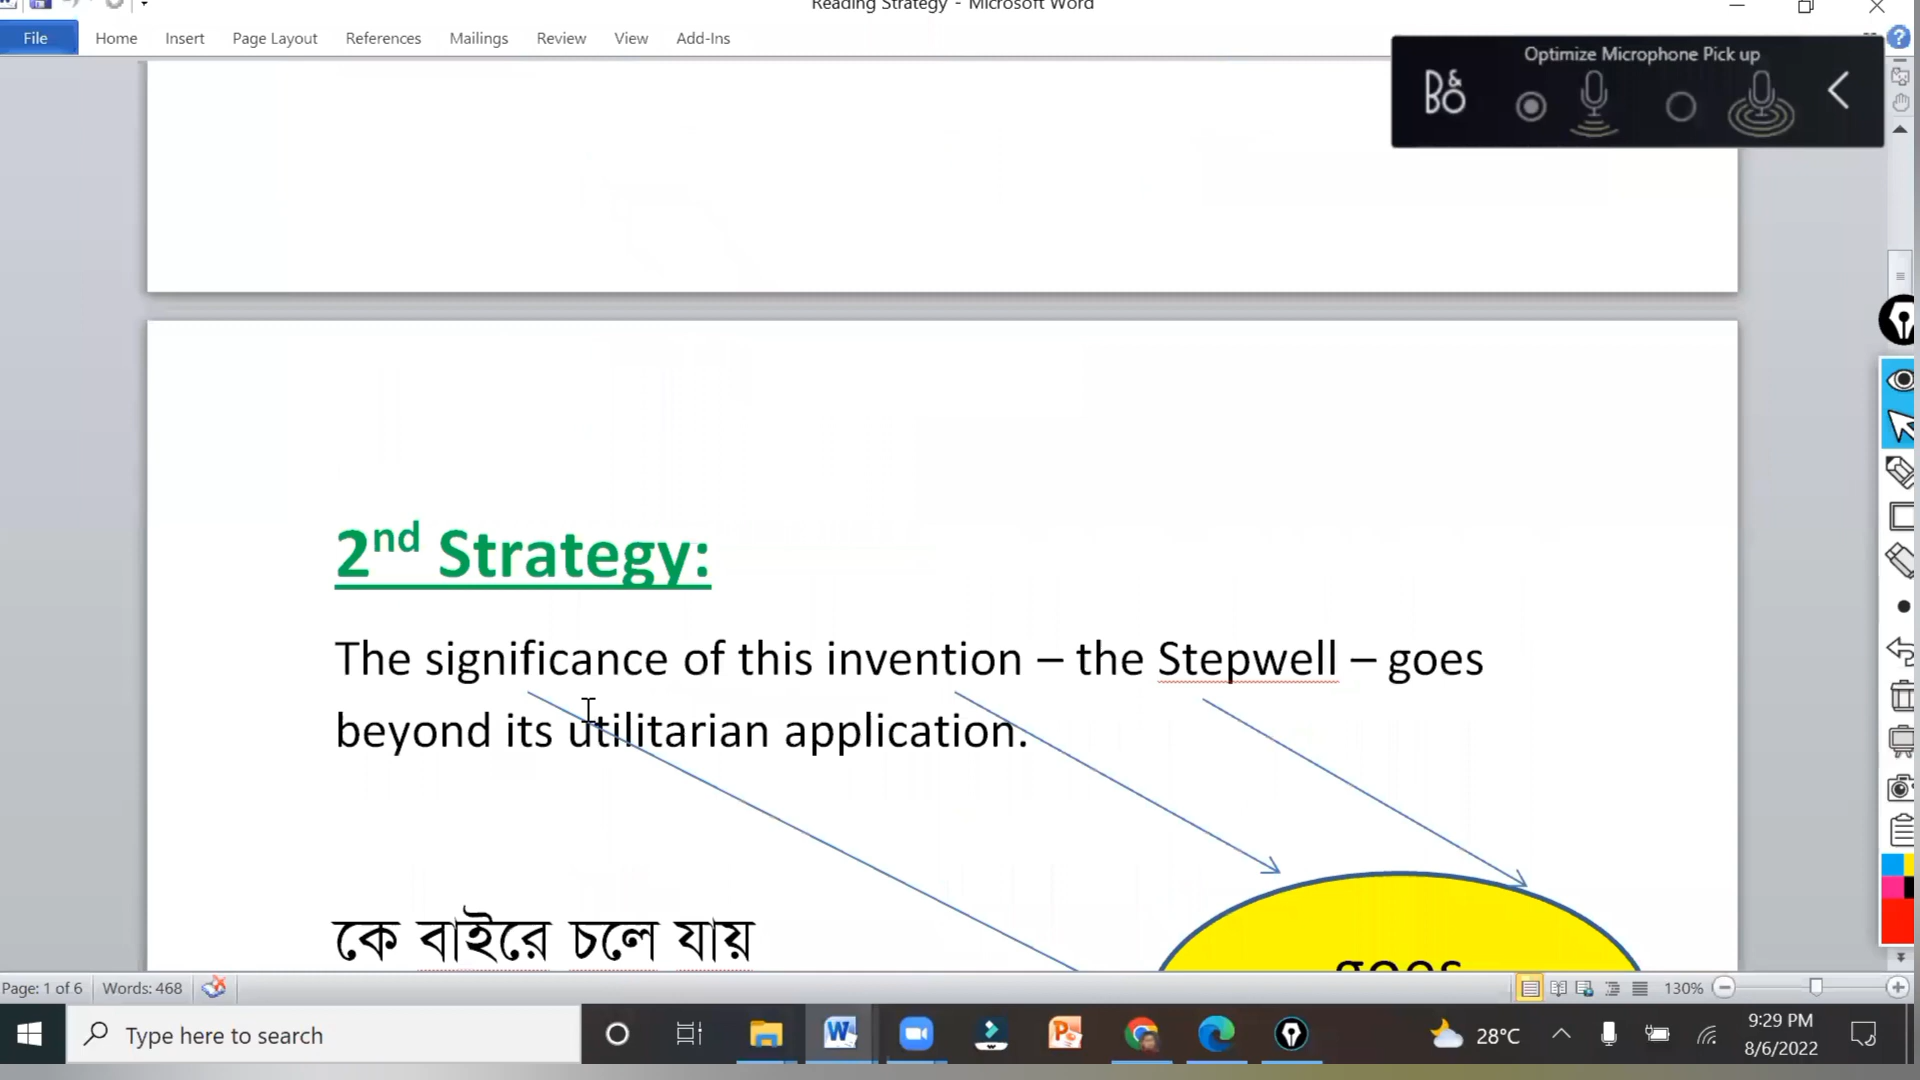 Reading Strategy - Microsoft Word
File Home Insert Page Layout References Mailings Review View Add-Ins
Optimize Microphone Pick up
B&O
2nd Strategy:
The significance of this invention – the Stepwell – goes
beyond its utilitarian application.
কে বাইরে চলে যায়
goes
Page: 1 of 6 Words: 468 130%
Type here to search
28°C
9:29 PM
8/6/2022